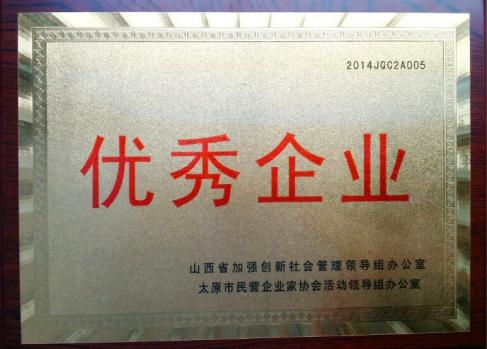 2014JGC2A005
优秀企业
山西省加强创新社会管理领导组办公室
太原市民营企业家协会活动领导组办公室